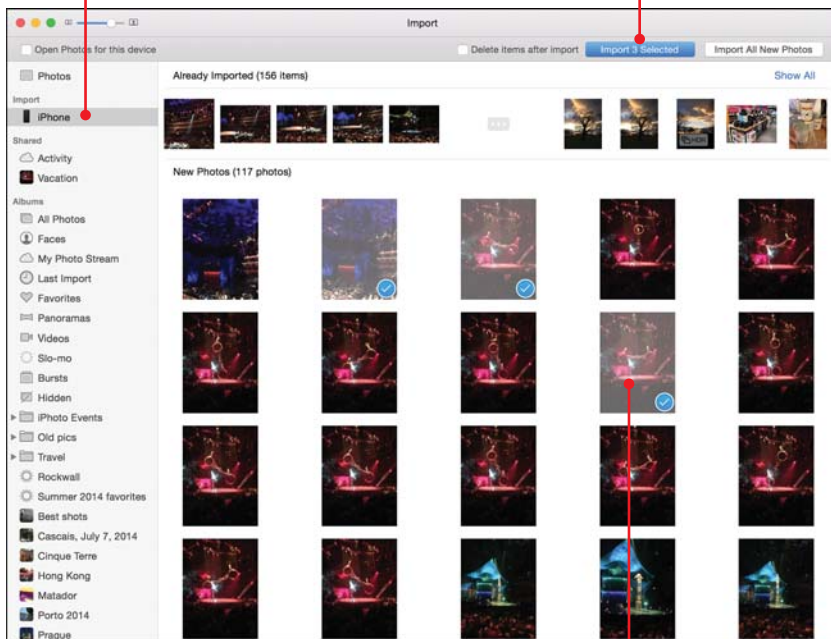 Import
Open Photos for this device
Delete items after import
Import 3 Selected
Import All New Photos
Photos
Import
iPhone
Shared
Activity
Vacation
Albums
All Photos
Faces
My Photo Stream
Last Import
Favorites
Panoramas
Videos
Slo-mo
Bursts
Hidden
iPhoto Events
Old pics
Travel
Rockwall
Summer 2014 favorites
Best shots
Cascais, July 7, 2014
Cinque Terre
Hong Kong
Matador
Porto 2014
Prague
Already Imported (156 items)
Show All
HDR
New Photos (117 photos)